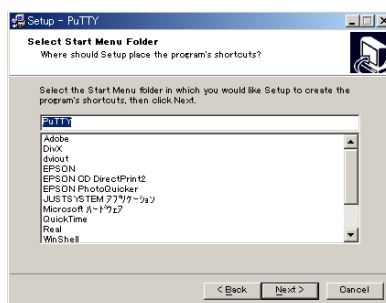 Setup - PuTTY
Select Start Menu Folder
Where should Setup place the program's shortcuts?
Select the Start Menu folder in which you would like Setup to create the
program's shortcuts, then click Next.
PuTTY
Adobe
DivX
dviout
EPSON
EPSON CD DirectPrint2
EPSON PhotoQuicker
JUSTSYSTEM アプリケーション
Microsoft ハードウェア
QuickTime
Real
WinShell
< Back
Next >
Cancel